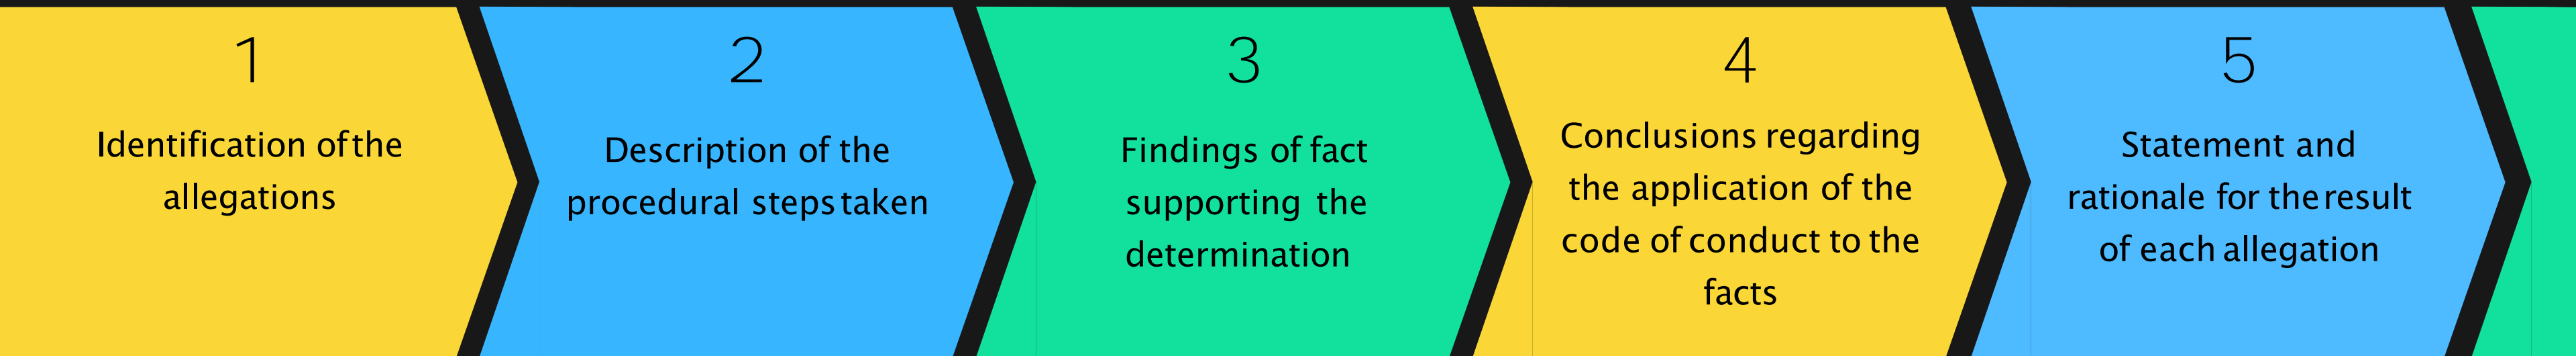 1
Identification of the
allegations
2
Description of the
procedural steps taken
3
Findings of fact
supporting the
determination
4
Conclusions regarding
the application of the
code of conduct to the
facts
5
Statement and
rationale for the result
of each allegation